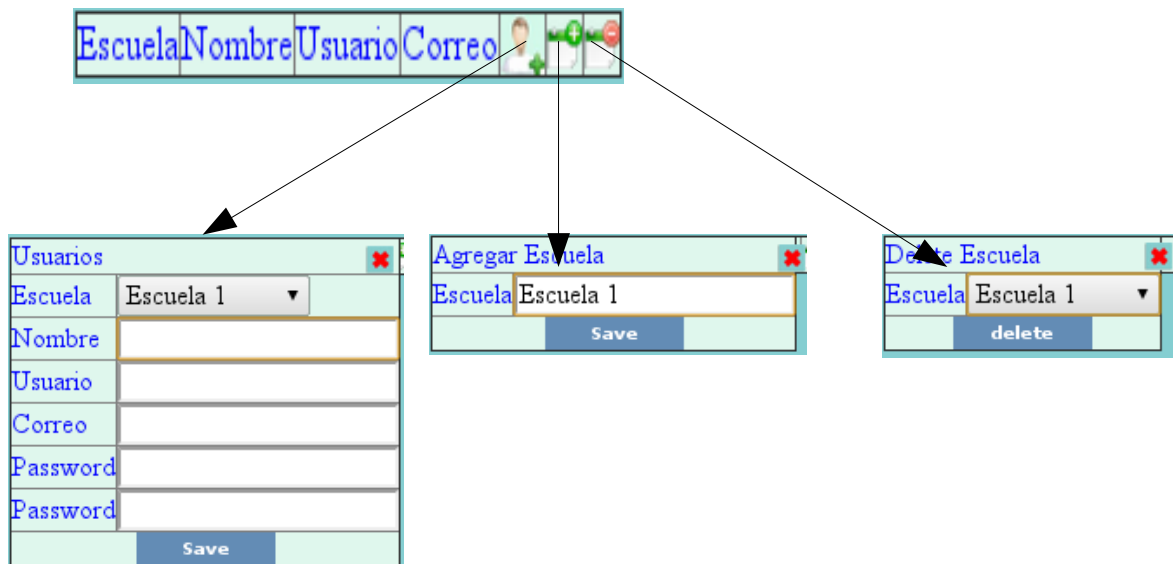 Escuela Nombre Usuario Correo
Usuarios
Escuela Escuela 1
Nombre
Usuario
Correo
Password
Password
Save
Agregar Escuela
Escuela Escuela 1
Save
Delete Escuela
Escuela Escuela 1
delete